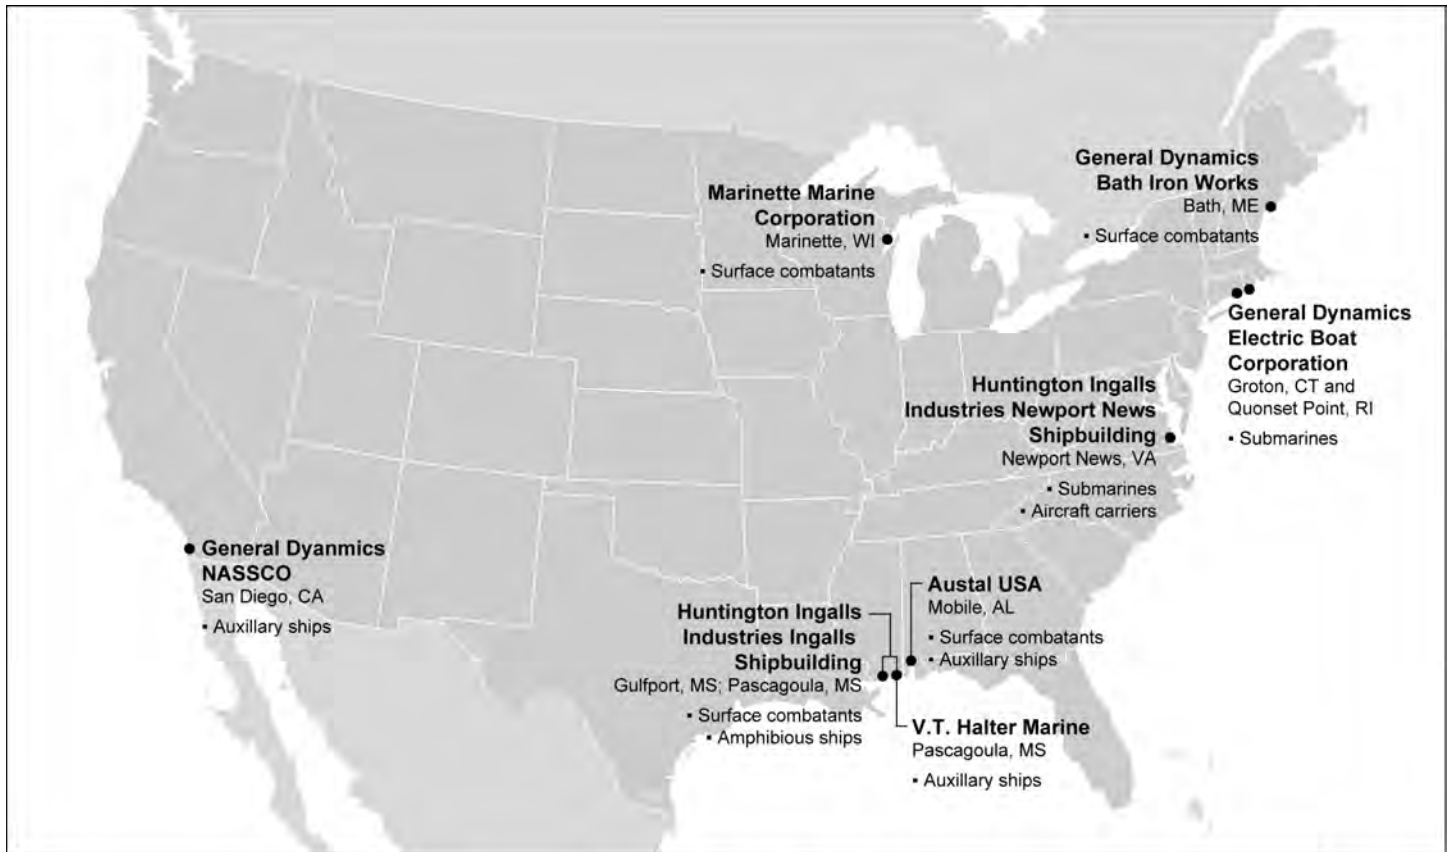 General Dynamics
Bath Iron Works
Bath, ME
▪ Surface combatants
Marinette Marine
Corporation
Marinette, WI
▪ Surface combatants
General Dynamics
Electric Boat
Corporation
Groton, CT and
Quonset Point, RI
▪ Submarines
Huntington Ingalls
Industries Newport News
Shipbuilding
Newport News, VA
▪ Submarines
▪ Aircraft carriers
General Dyanmics
NASSCO
San Diego, CA
▪ Auxillary ships
Austal USA
Mobile, AL
▪ Surface combatants
▪ Auxillary ships
Huntington Ingalls
Industries Ingalls
Shipbuilding
Gulfport, MS; Pascagoula, MS
▪ Surface combatants
▪ Amphibious ships
V.T. Halter Marine
Pascagoula, MS
▪ Auxillary ships